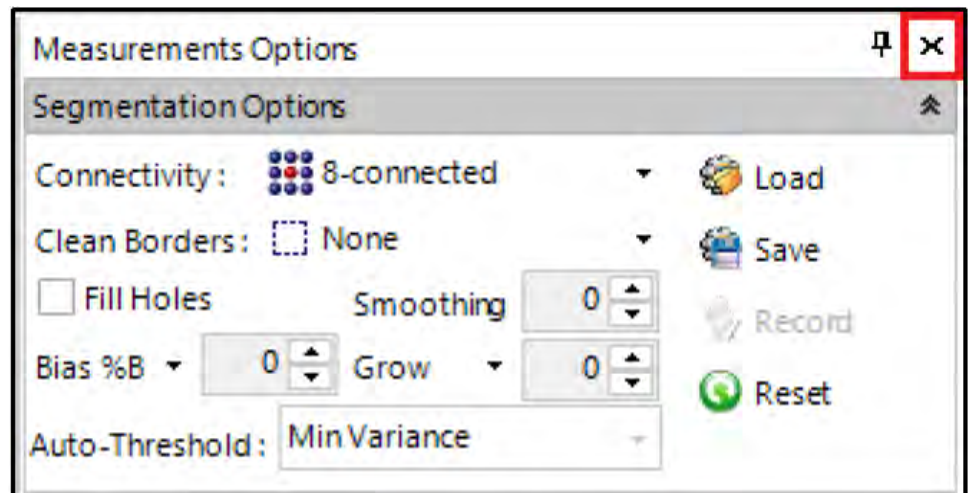 Measurements Options
Segmentation Options
Connectivity: 8-connected Load
Clean Borders: None Save
Fill Holes Smoothing 0 Record
Bias %B 0 Grow 0 Reset
Auto-Threshold: Min Variance